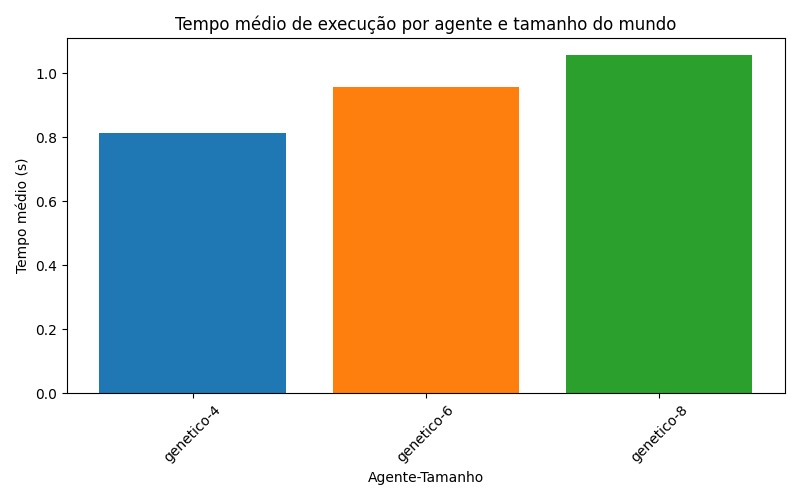 Tempo médio de execução por agente e tamanho do mundo
Tempo médio (s)
1.0
0.8
0.6
0.4
0.2
0.0
genetico-4
genetico-6
genetico-8
Agente-Tamanho